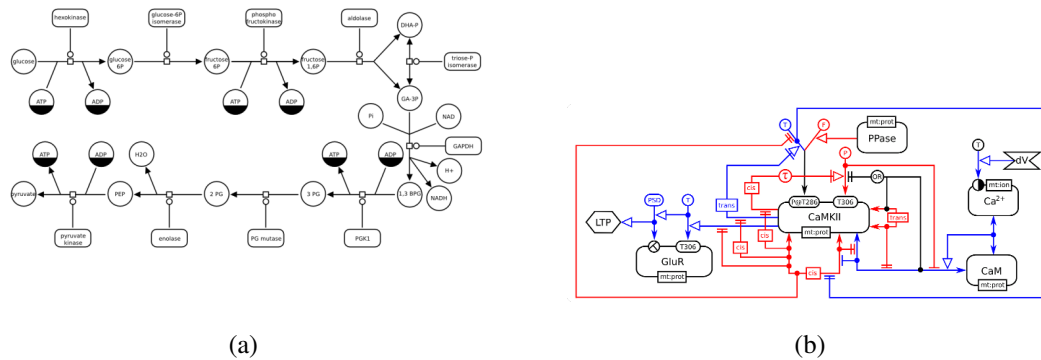 hexokinase
glucose-6P
isomerase
phospho
fructokinase
aldolase
DHA-P
glucose
glucose
6P
fructose
6P
fructose
1,6P
triose-P
isomerase
ATP
ADP
ATP
ADP
GA-3P
Pi
NAD
GAPDH
ATP
ADP
H2O
ATP
ADP
H+
pyruvate
PEP
2 PG
3 PG
1,3 BPG
NADH
pyruvate
kinase
enolase
PG mutase
PGK1
(a)
T
F
mt:prot
PPase
P
T
dV
τ
OR
cis
mt:ion
Ca2+
trans
P@T286
T306
CaMKII
mt:prot
trans
PSD
T
LTP
cis
cis
cis
T306
GluR
mt:prot
cis
CaM
mt:prot
(b)